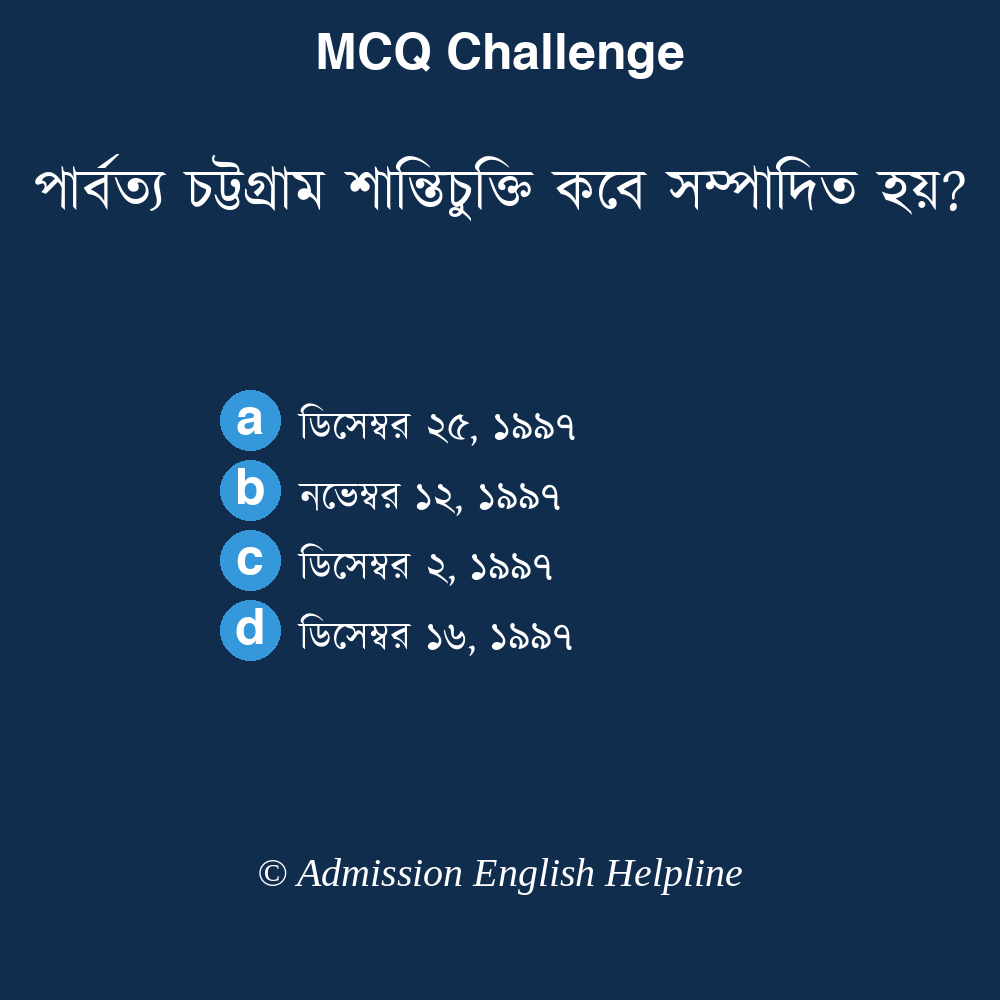 MCQ Challenge
পার্বত্য চট্টগ্রাম শান্তিচুক্তি কবে সম্পাদিত হয়?
a ডিসেম্বর ২৫, ১৯৯৭
b নভেম্বর ১২, ১৯৯৭
c ডিসেম্বর ২, ১৯৯৭
d ডিসেম্বর ১৬, ১৯৯৭
© Admission English Helpline